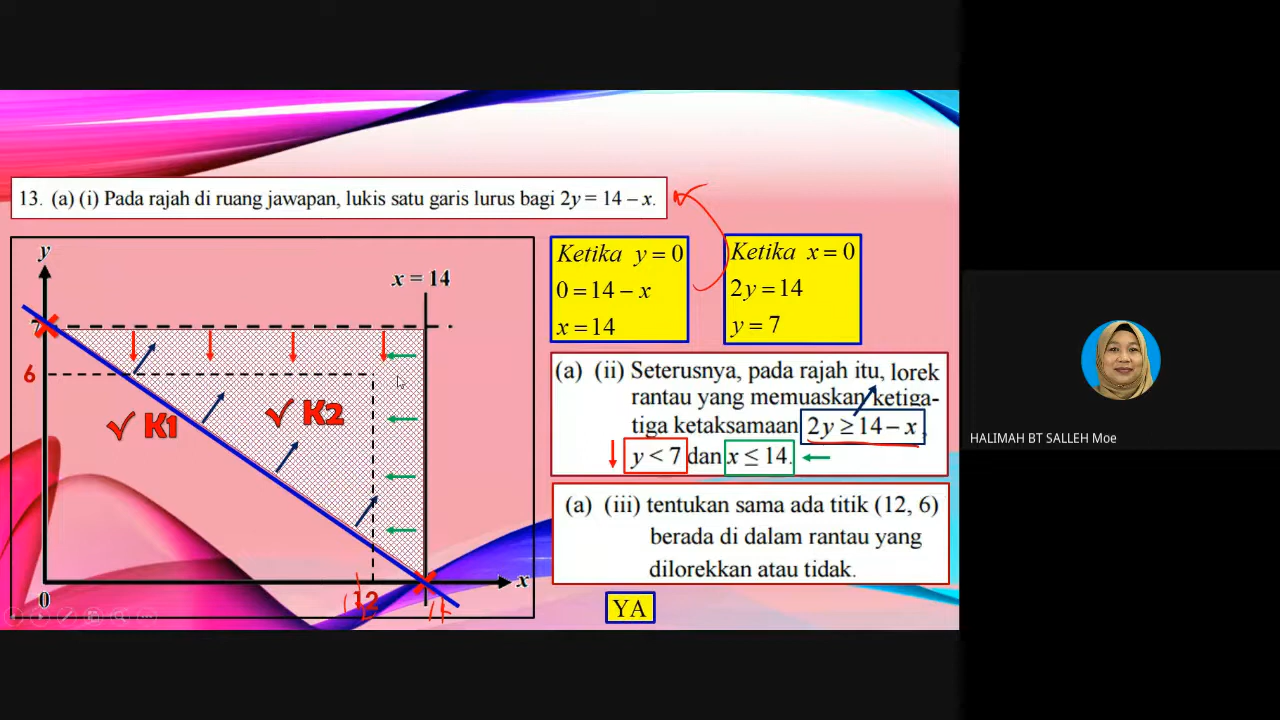 13. (a) (i) Pada rajah di ruang jawapan, lukis satu garis lurus bagi 2y = 14 – x.
y
x = 14
7
6
√ K1
√ K2
0
12
14
x
Ketika y = 0
0 = 14 − x
x = 14
Ketika x = 0
2y = 14
y = 7
(a) (ii) Seterusnya, pada rajah itu, lorek
rantau yang memuaskan ketiga-
tiga ketaksamaan 2y ≥ 14 – x,
y < 7 dan x ≤ 14.
(a) (iii) tentukan sama ada titik (12, 6)
berada di dalam rantau yang
dilorekkan atau tidak.
YA
HALIMAH BT SALLEH Moe